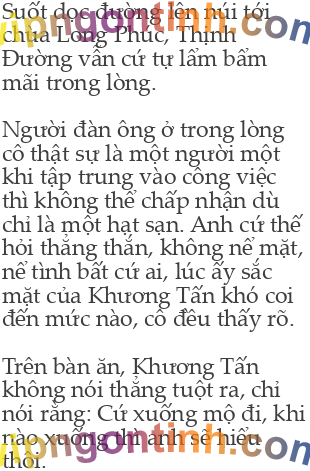 Suốt dọc đường lên núi tới
chùa Long Phúc, Thịnh
Đường vẫn cứ tự lẩm bẩm
mãi trong lòng.
Người đàn ông ở trong lòng
cô thật sự là một người một
khi tập trung vào công việc
thì không thể chấp nhận dù
chỉ là một hạt sạn. Anh cứ thế
hỏi thẳng thắn, không nể mặt,
nể tình bất cứ ai, lúc ấy sắc
mặt của Khương Tấn khó coi
đến mức nào, cô đều thấy rõ.
Trên bàn ăn, Khương Tấn
không nói thẳng tuột ra, chỉ
nói rằng: Cứ xuống mộ đi, khi
nào xuống thì anh sẽ hiểu
thôi.
vipngontinh.com
vipngontinh.com